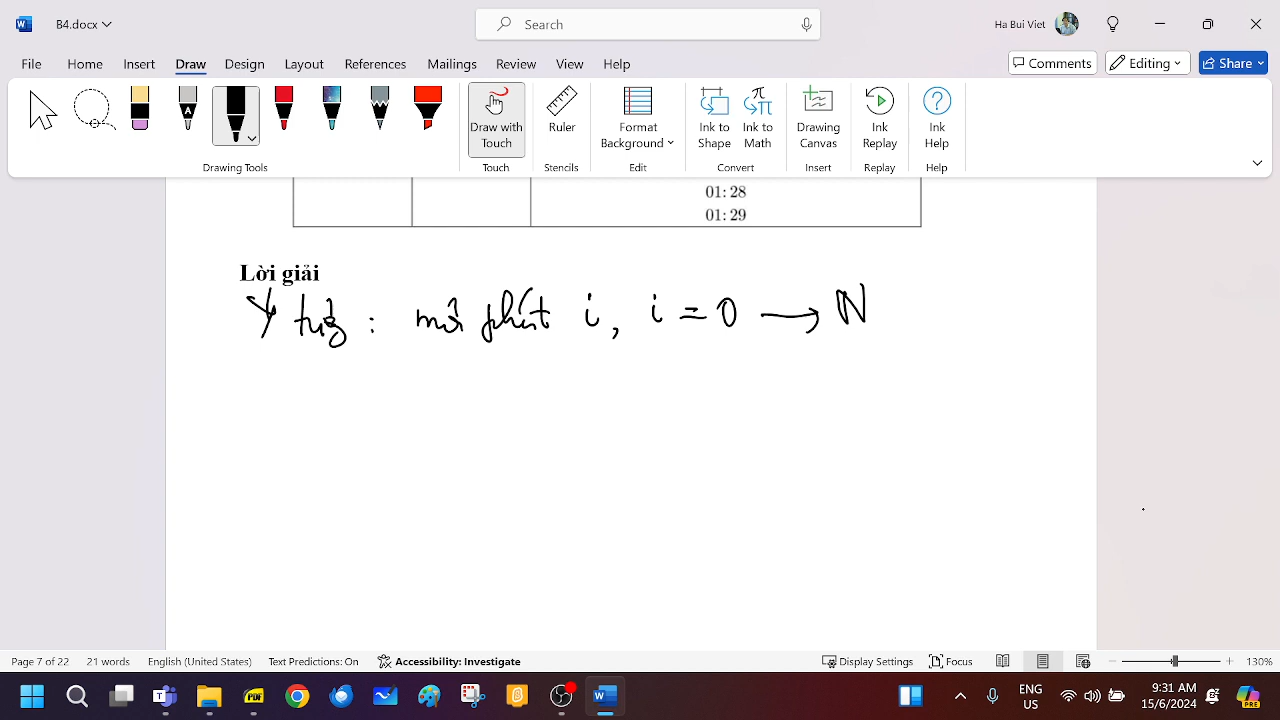 B4.docx
Search
Ha Bui Viet
File Home Insert Draw Design Layout References Mailings Review View Help
Comments Editing Share
A
Draw with Touch
Ruler
Format Background
Ink to Shape
Ink to Math
Drawing Canvas
Ink Replay
Ink Help
Drawing Tools Touch Stencils Edit Convert Insert Replay Help
01: 28
01: 29
Lời giải
Ý tưởng : mỗi phút i, i = 0 → N
Page 7 of 22 21 words English (United States) Text Predictions: On Accessibility: Investigate Display Settings Focus 130%
ENG US
9:31 AM
15/6/2024
PDF
PRE